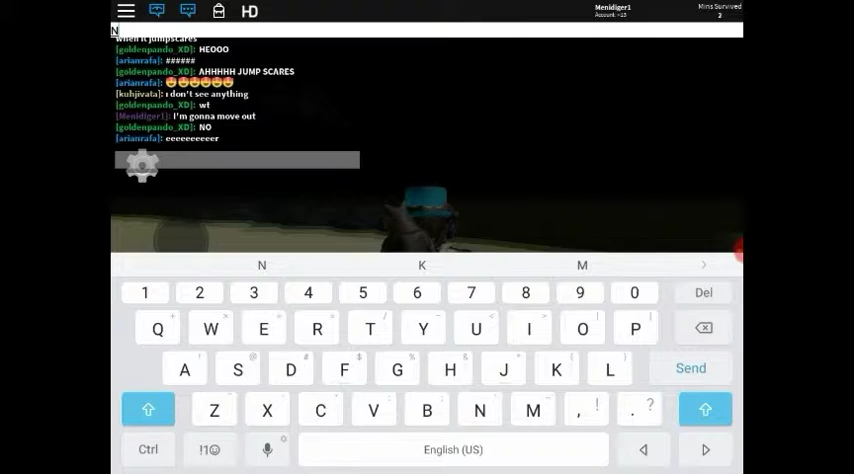 HD
Menidiger1
Account: <13
Mins Survived
2
N
when it jumpscares
[goldenpando_XD]: HEOOO
[arianrafa]: ######
[goldenpando_XD]: AHHHHH JUMP SCARES
[arianrafa]: 😍😍😍😍😍😍
[kuhjivata]: ı don't see anything
[goldenpando_XD]: wt
[Menidiger1]: I'm gonna move out
[goldenpando_XD]: NO
[arianrafa]: eeeeeeeeeer
N K M
1 2 3 4 5 6 7 8 9 0 Del
Q W E R T Y U I O P
A S D F G H J K L Send
Z X C V B N M , ! . ?
Ctrl !1☺ English (US)